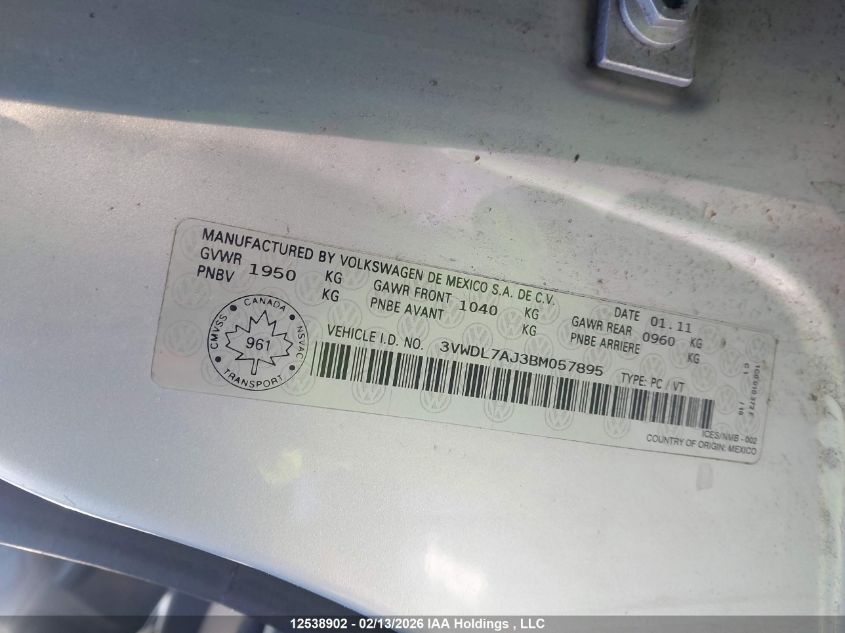 MANUFACTURED BY VOLKSWAGEN DE MEXICO S.A. DE C.V.
GVWR 1950 KG GAWR FRONT 1040 KG DATE 01.11
PNBV KG PNBE AVANT KG GAWR REAR 0960 KG
PNBE ARRIERE KG
CANADA
CMVSS 961 NSVAC
TRANSPORT
VEHICLE I.D. NO. 3VWDL7AJ3BM057895 TYPE: PC / VT
ICES/NMB - 002
COUNTRY OF ORIGIN: MEXICO
12538902 - 02/13/2026 IAA Holdings , LLC